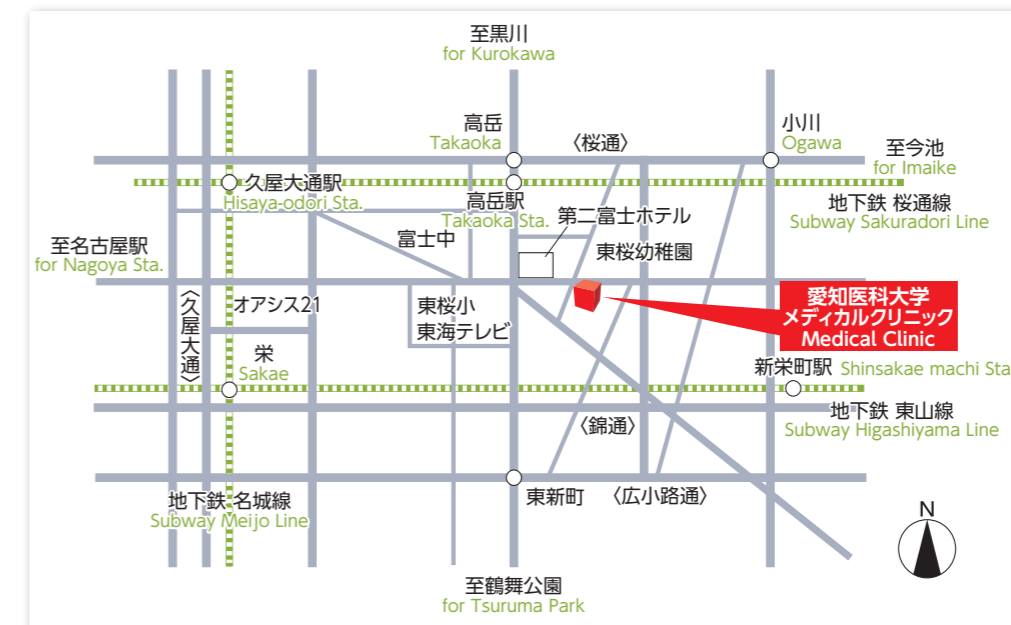 至黒川
for Kurokawa
高岳
Takaoka
〈桜通〉
小川
Ogawa
至今池
for Imaike
久屋大通駅
Hisaya-odori Sta.
高岳駅
Takaoka Sta.
地下鉄 桜通線
Subway Sakuradori Line
第二富士ホテル
富士中
東桜幼稚園
至名古屋駅
for Nagoya Sta.
〈久屋大通〉
オアシス21
東桜小
東海テレビ
愛知医科大学
メディカルクリニック
Medical Clinic
栄
Sakae
新栄町駅 Shinsakae machi Sta
地下鉄 東山線
Subway Higashiyama Line
〈錦通〉
地下鉄 名城線
Subway Meijo Line
東新町
〈広小路通〉
N
至鶴舞公園
for Tsuruma Park